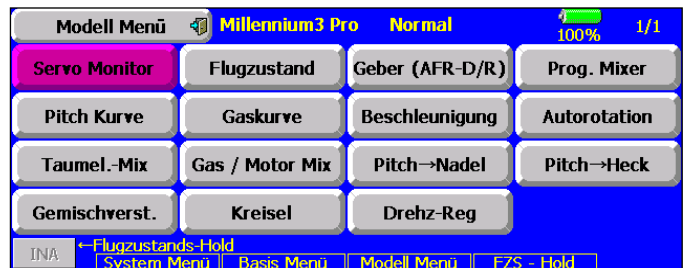 Modell Menü Millennium3 Pro Normal 100% 1/1
Servo Monitor Flugzustand Geber (AFR-D/R) Prog. Mixer
Pitch Kurve Gaskurve Beschleunigung Autorotation
Taumel.-Mix Gas / Motor Mix Pitch→Nadel Pitch→Heck
Gemischverst. Kreisel Drehz-Reg
INA ←Flugzustands-Hold
System Menü Basis Menü Modell Menü FZS - Hold